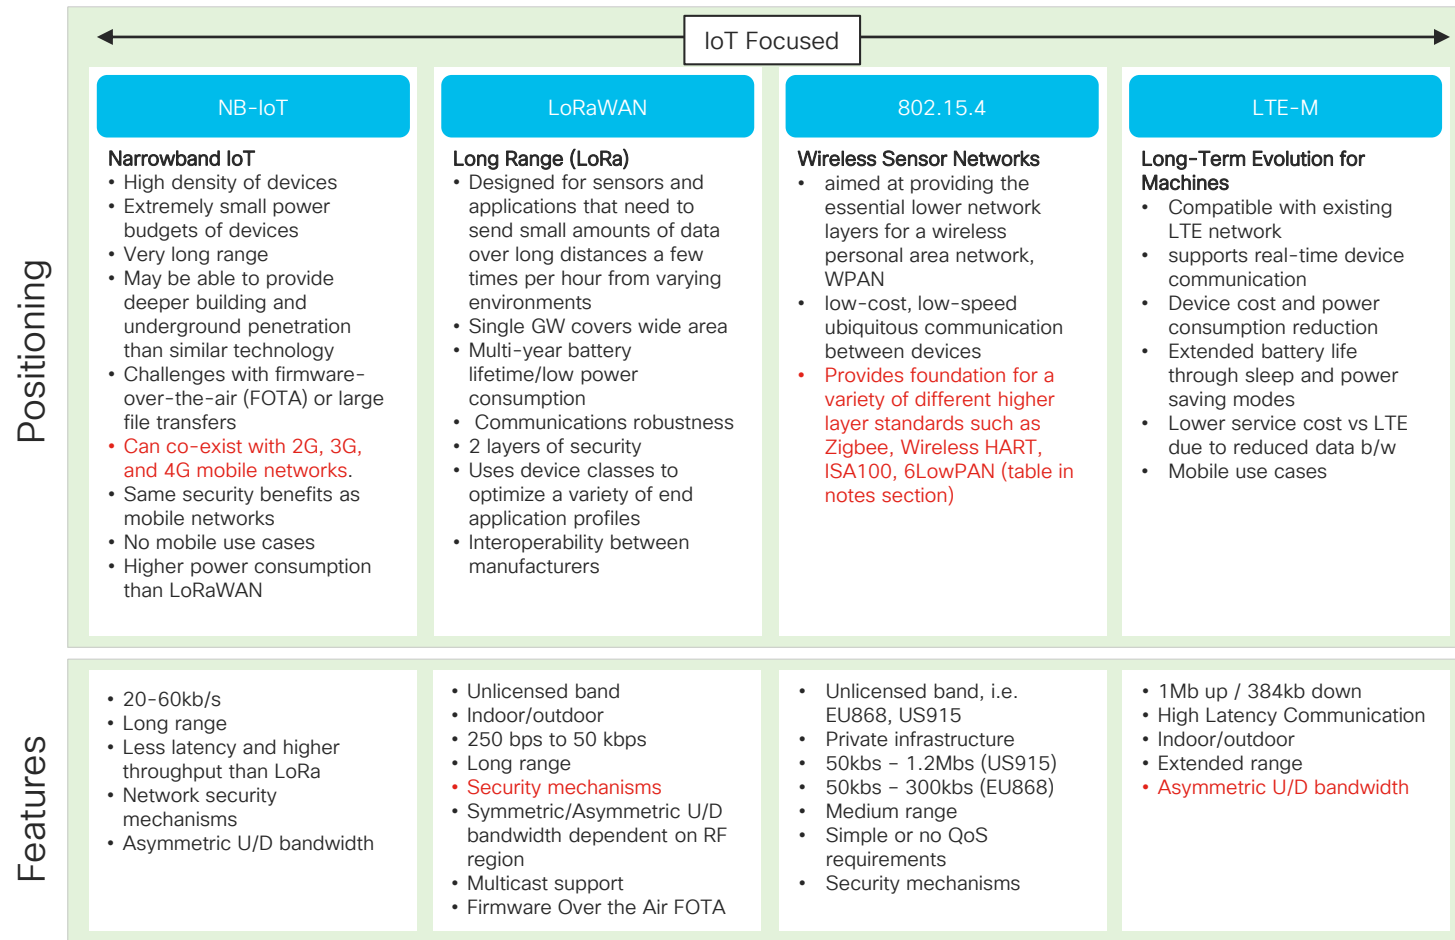 IoT Focused
Positioning
NB-IoT
Narrowband IoT
• High density of devices
• Extremely small power
budgets of devices
• Very long range
• May be able to provide
deeper building and
underground penetration
than similar technology
• Challenges with firmware-
over-the-air (FOTA) or large
file transfers
• Can co-exist with 2G, 3G,
and 4G mobile networks.
• Same security benefits as
mobile networks
• No mobile use cases
• Higher power consumption
than LoRaWAN
LoRaWAN
Long Range (LoRa)
• Designed for sensors and
applications that need to
send small amounts of data
over long distances a few
times per hour from varying
environments
• Single GW covers wide area
• Multi-year battery
lifetime/low power
consumption
• Communications robustness
• 2 layers of security
• Uses device classes to
optimize a variety of end
application profiles
• Interoperability between
manufacturers
802.15.4
Wireless Sensor Networks
• aimed at providing the
essential lower network
layers for a wireless
personal area network,
WPAN
• low-cost, low-speed
ubiquitous communication
between devices
• Provides foundation for a
variety of different higher
layer standards such as
Zigbee, Wireless HART,
ISA100, 6LowPAN (table in
notes section)
LTE-M
Long-Term Evolution for
Machines
• Compatible with existing
LTE network
• supports real-time device
communication
• Device cost and power
consumption reduction
• Extended battery life
through sleep and power
saving modes
• Lower service cost vs LTE
due to reduced data b/w
• Mobile use cases
Features
• 20-60kb/s
• Long range
• Less latency and higher
throughput than LoRa
• Network security
mechanisms
• Asymmetric U/D bandwidth
• Unlicensed band
• Indoor/outdoor
• 250 bps to 50 kbps
• Long range
• Security mechanisms
• Symmetric/Asymmetric U/D
bandwidth dependent on RF
region
• Multicast support
• Firmware Over the Air FOTA
• Unlicensed band, i.e.
EU868, US915
• Private infrastructure
• 50kbs - 1.2Mbs (US915)
• 50kbs - 300kbs (EU868)
• Medium range
• Simple or no QoS
requirements
• Security mechanisms
• 1Mb up / 384kb down
• High Latency Communication
• Indoor/outdoor
• Extended range
• Asymmetric U/D bandwidth